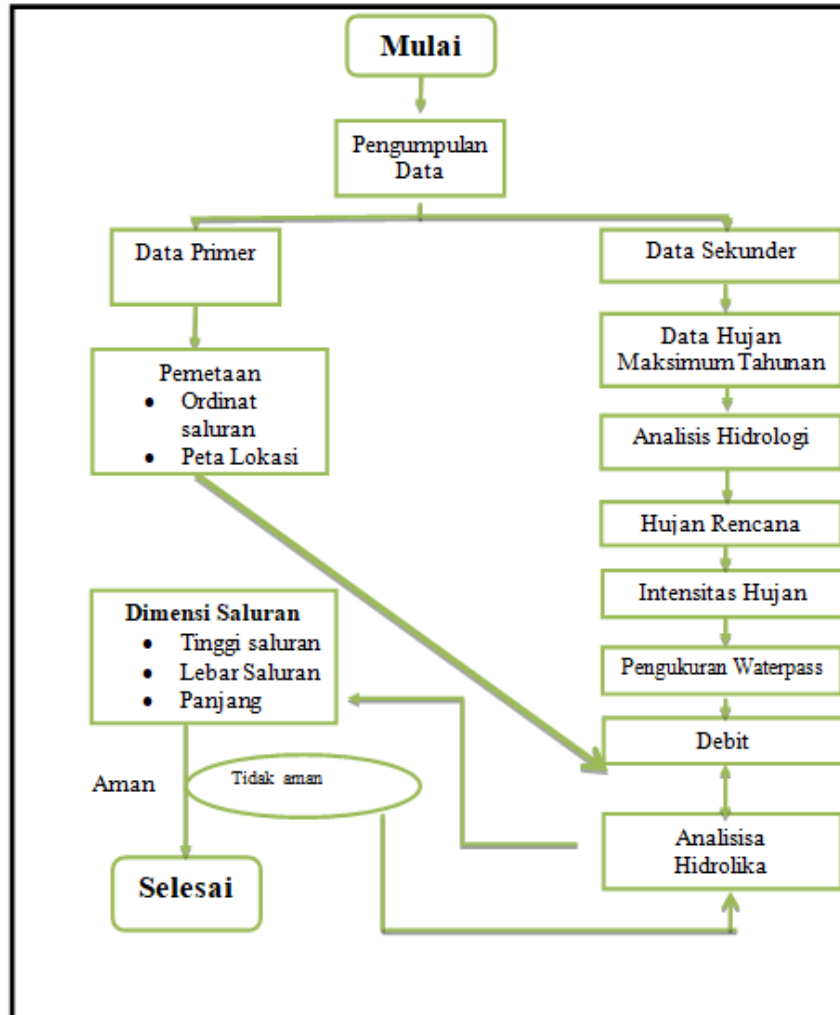 Mulai
Pengumpulan
Data
Data Primer
Data Sekunder
Pemetaan
• Ordinat
saluran
• Peta Lokasi
Data Hujan
Maksimum Tahunan
Analisis Hidrologi
Hujan Rencana
Intensitas Hujan
Pengukuran Waterpass
Debit
Analisisa
Hidrolika
Dimensi Saluran
• Tinggi saluran
• Lebar Saluran
• Panjang
Aman
Tidak aman
Selesai